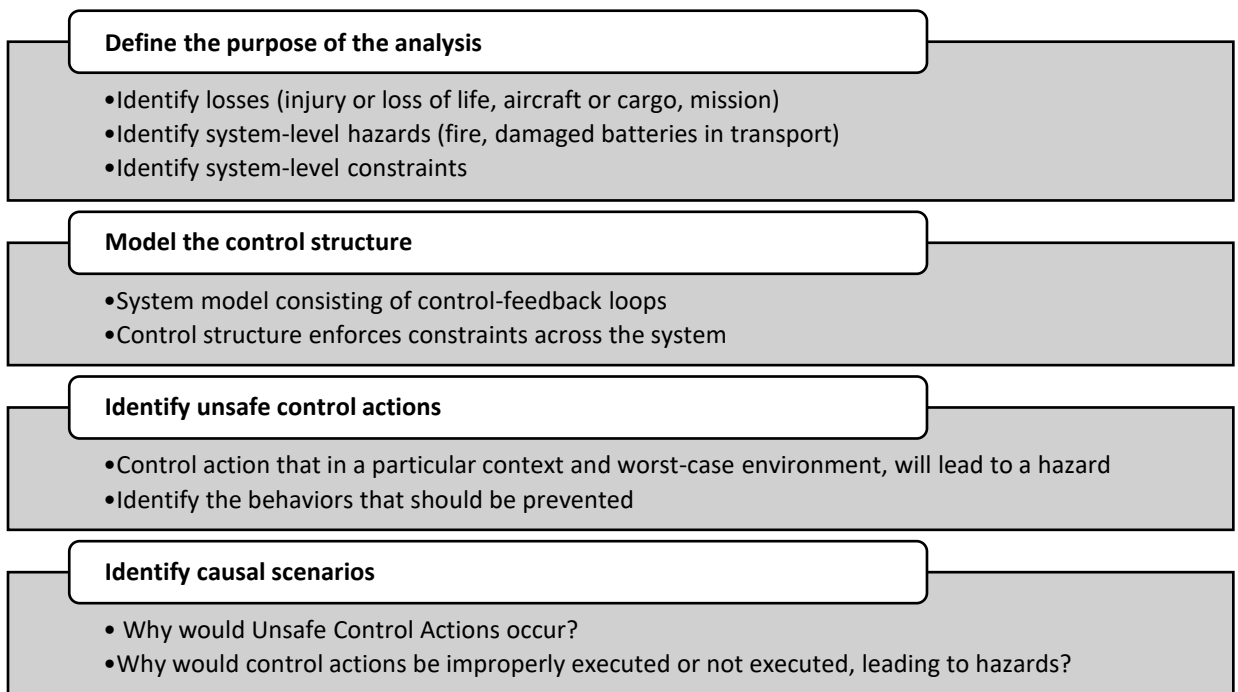 Define the purpose of the analysis
•Identify losses (injury or loss of life, aircraft or cargo, mission)
•Identify system-level hazards (fire, damaged batteries in transport)
•Identify system-level constraints
Model the control structure
•System model consisting of control-feedback loops
•Control structure enforces constraints across the system
Identify unsafe control actions
•Control action that in a particular context and worst-case environment, will lead to a hazard
•Identify the behaviors that should be prevented
Identify causal scenarios
• Why would Unsafe Control Actions occur?
•Why would control actions be improperly executed or not executed, leading to hazards?